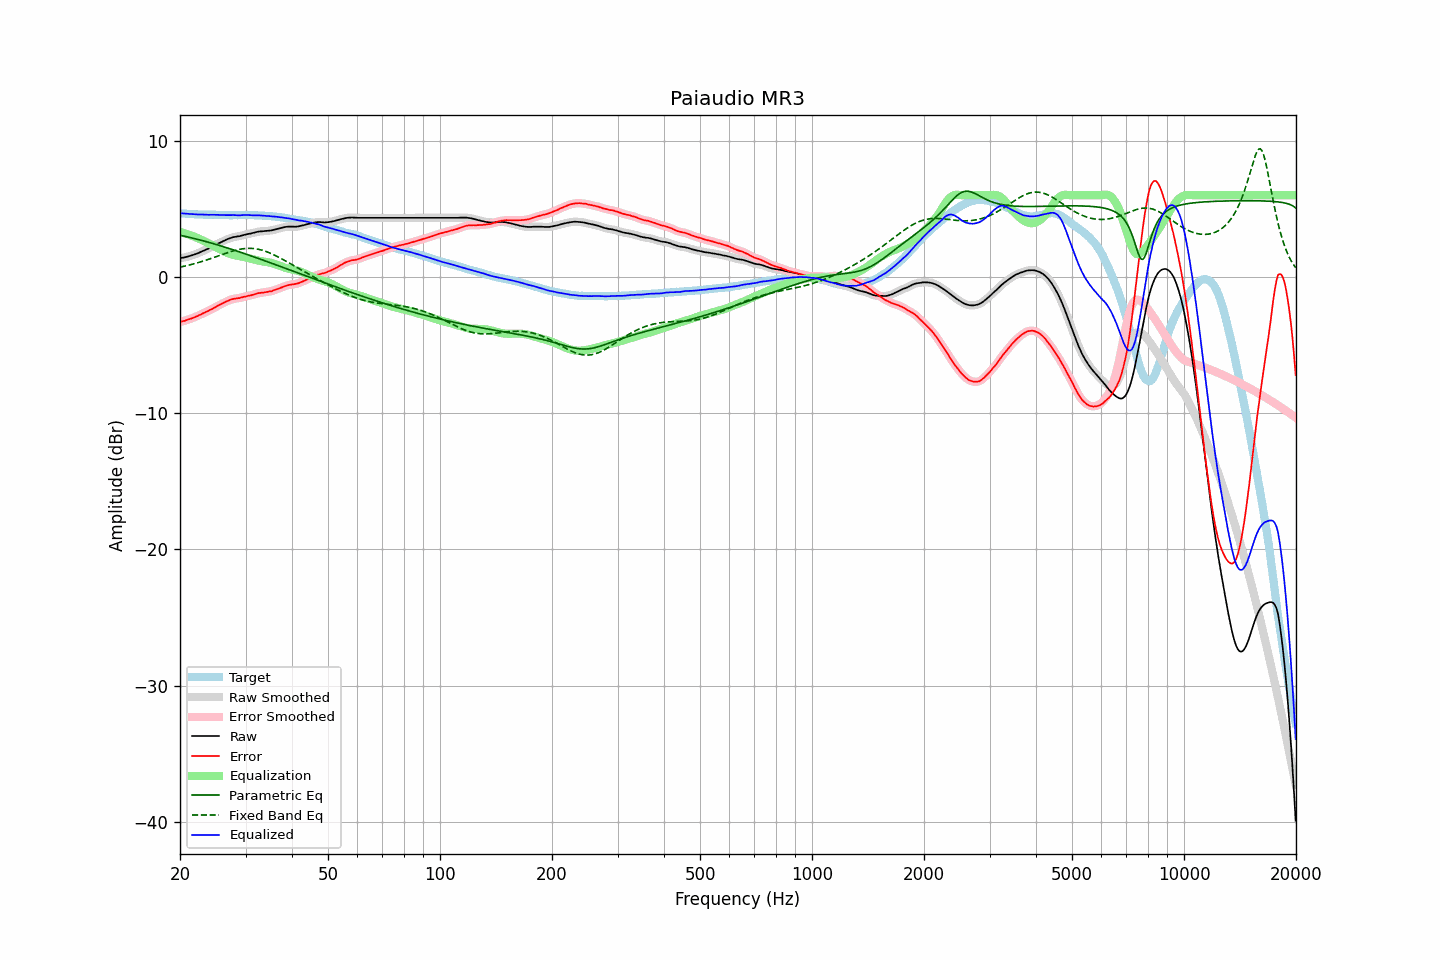 Paiaudio MR3
10
0
−10
−20
−30
−40
Amplitude (dBr)
Target
Raw Smoothed
Error Smoothed
Raw
Error
Equalization
Parametric Eq
Fixed Band Eq
Equalized
20 50 100 200 500 1000 2000 5000 10000 20000
Frequency (Hz)